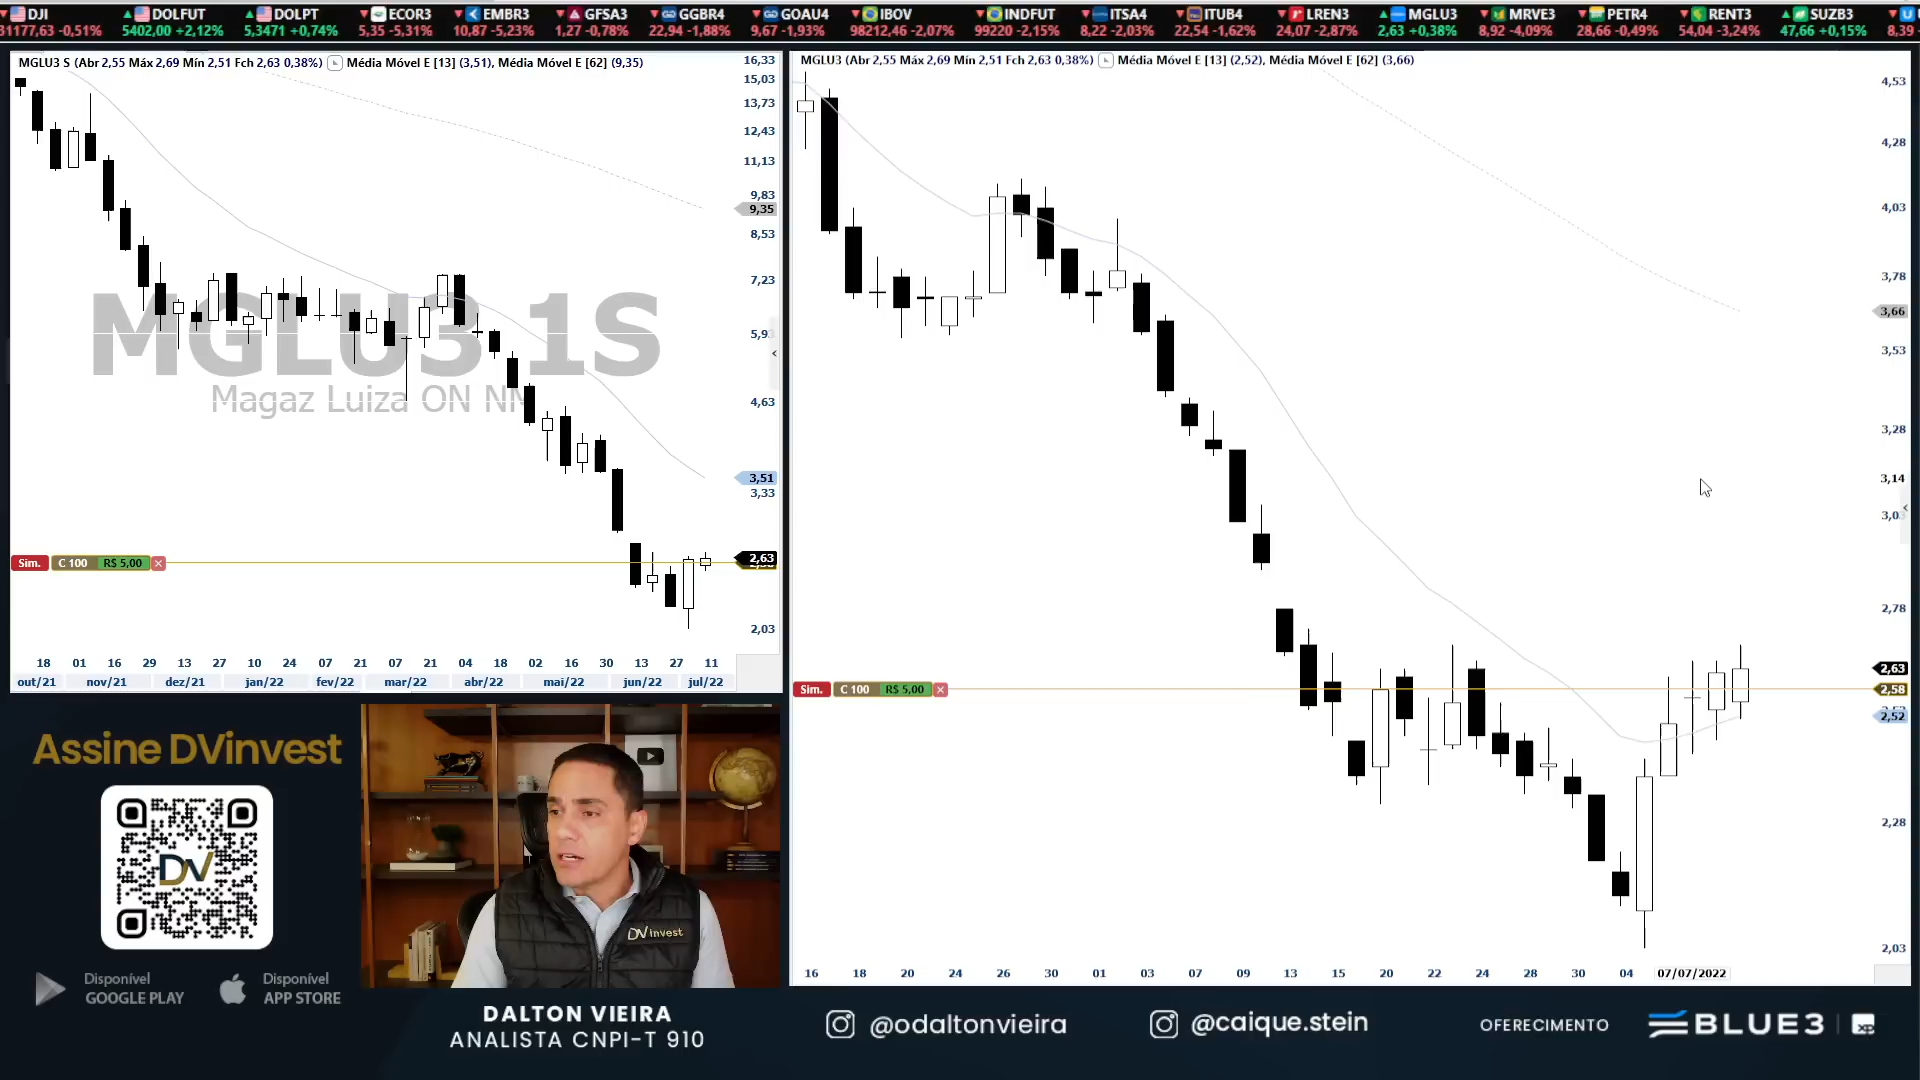 DJI DOLFUT DOLPT ECOR3 EMBR3 GFSA3 GGBR4 GOAU4 IBOV INDFUT ITSA4 ITUB4 LREN3 MGLU3 MRVE3 PETR4 RENT3 SUZB3
31177,63 -0,51% 5402,00 +2,12% 5,3471 +0,74% 5,35 -5,31% 10,87 -5,23% 1,27 -0,78% 22,94 -1,88% 9,67 -1,93% 98212,46 -2,07% 99220 -2,15% 8,22 -2,03% 22,54 -1,62% 24,07 -2,87% 2,63 +0,38% 8,92 -4,09% 28,66 -0,49% 54,04 -3,24% 47,66 +0,15% 8,39
MGLU3 S (Abr 2,55 Máx 2,69 Mín 2,51 Fch 2,63 0,38%) Média Móvel E [13] (3,51), Média Móvel E [62] (9,35)
16,33
15,03
13,73
12,43
11,13
9,83
9,35
8,53
7,23
5,93
4,63
3,51
3,33
2,63
2,03
MGLU3 1S
Magaz Luiza ON NM
Sim. C 100 R$ 5,00
18 01 16 29 13 27 10 24 07 21 07 21 04 18 02 16 30 13 27 11
out/21 nov/21 dez/21 jan/22 fev/22 mar/22 abr/22 mai/22 jun/22 jul/22
MGLU3 (Abr 2,55 Máx 2,69 Mín 2,51 Fch 2,63 0,38%) Média Móvel E [13] (2,52), Média Móvel E [62] (3,66)
4,53
4,28
4,03
3,78
3,66
3,53
3,28
3,14
3,0
2,78
2,63
2,58
2,52
2,28
2,03
Sim. C 100 R$ 5,00
16 18 20 24 26 30 01 03 07 09 13 15 20 22 24 28 30 04 07/07/2022
Assine DVinvest
DV
Disponível
GOOGLE PLAY
Disponível
APP STORE
DV invest
DALTON VIEIRA
ANALISTA CNPI-T 910
@odaltonvieira
@caique.stein
OFERECIMENTO
BLUE3
xp